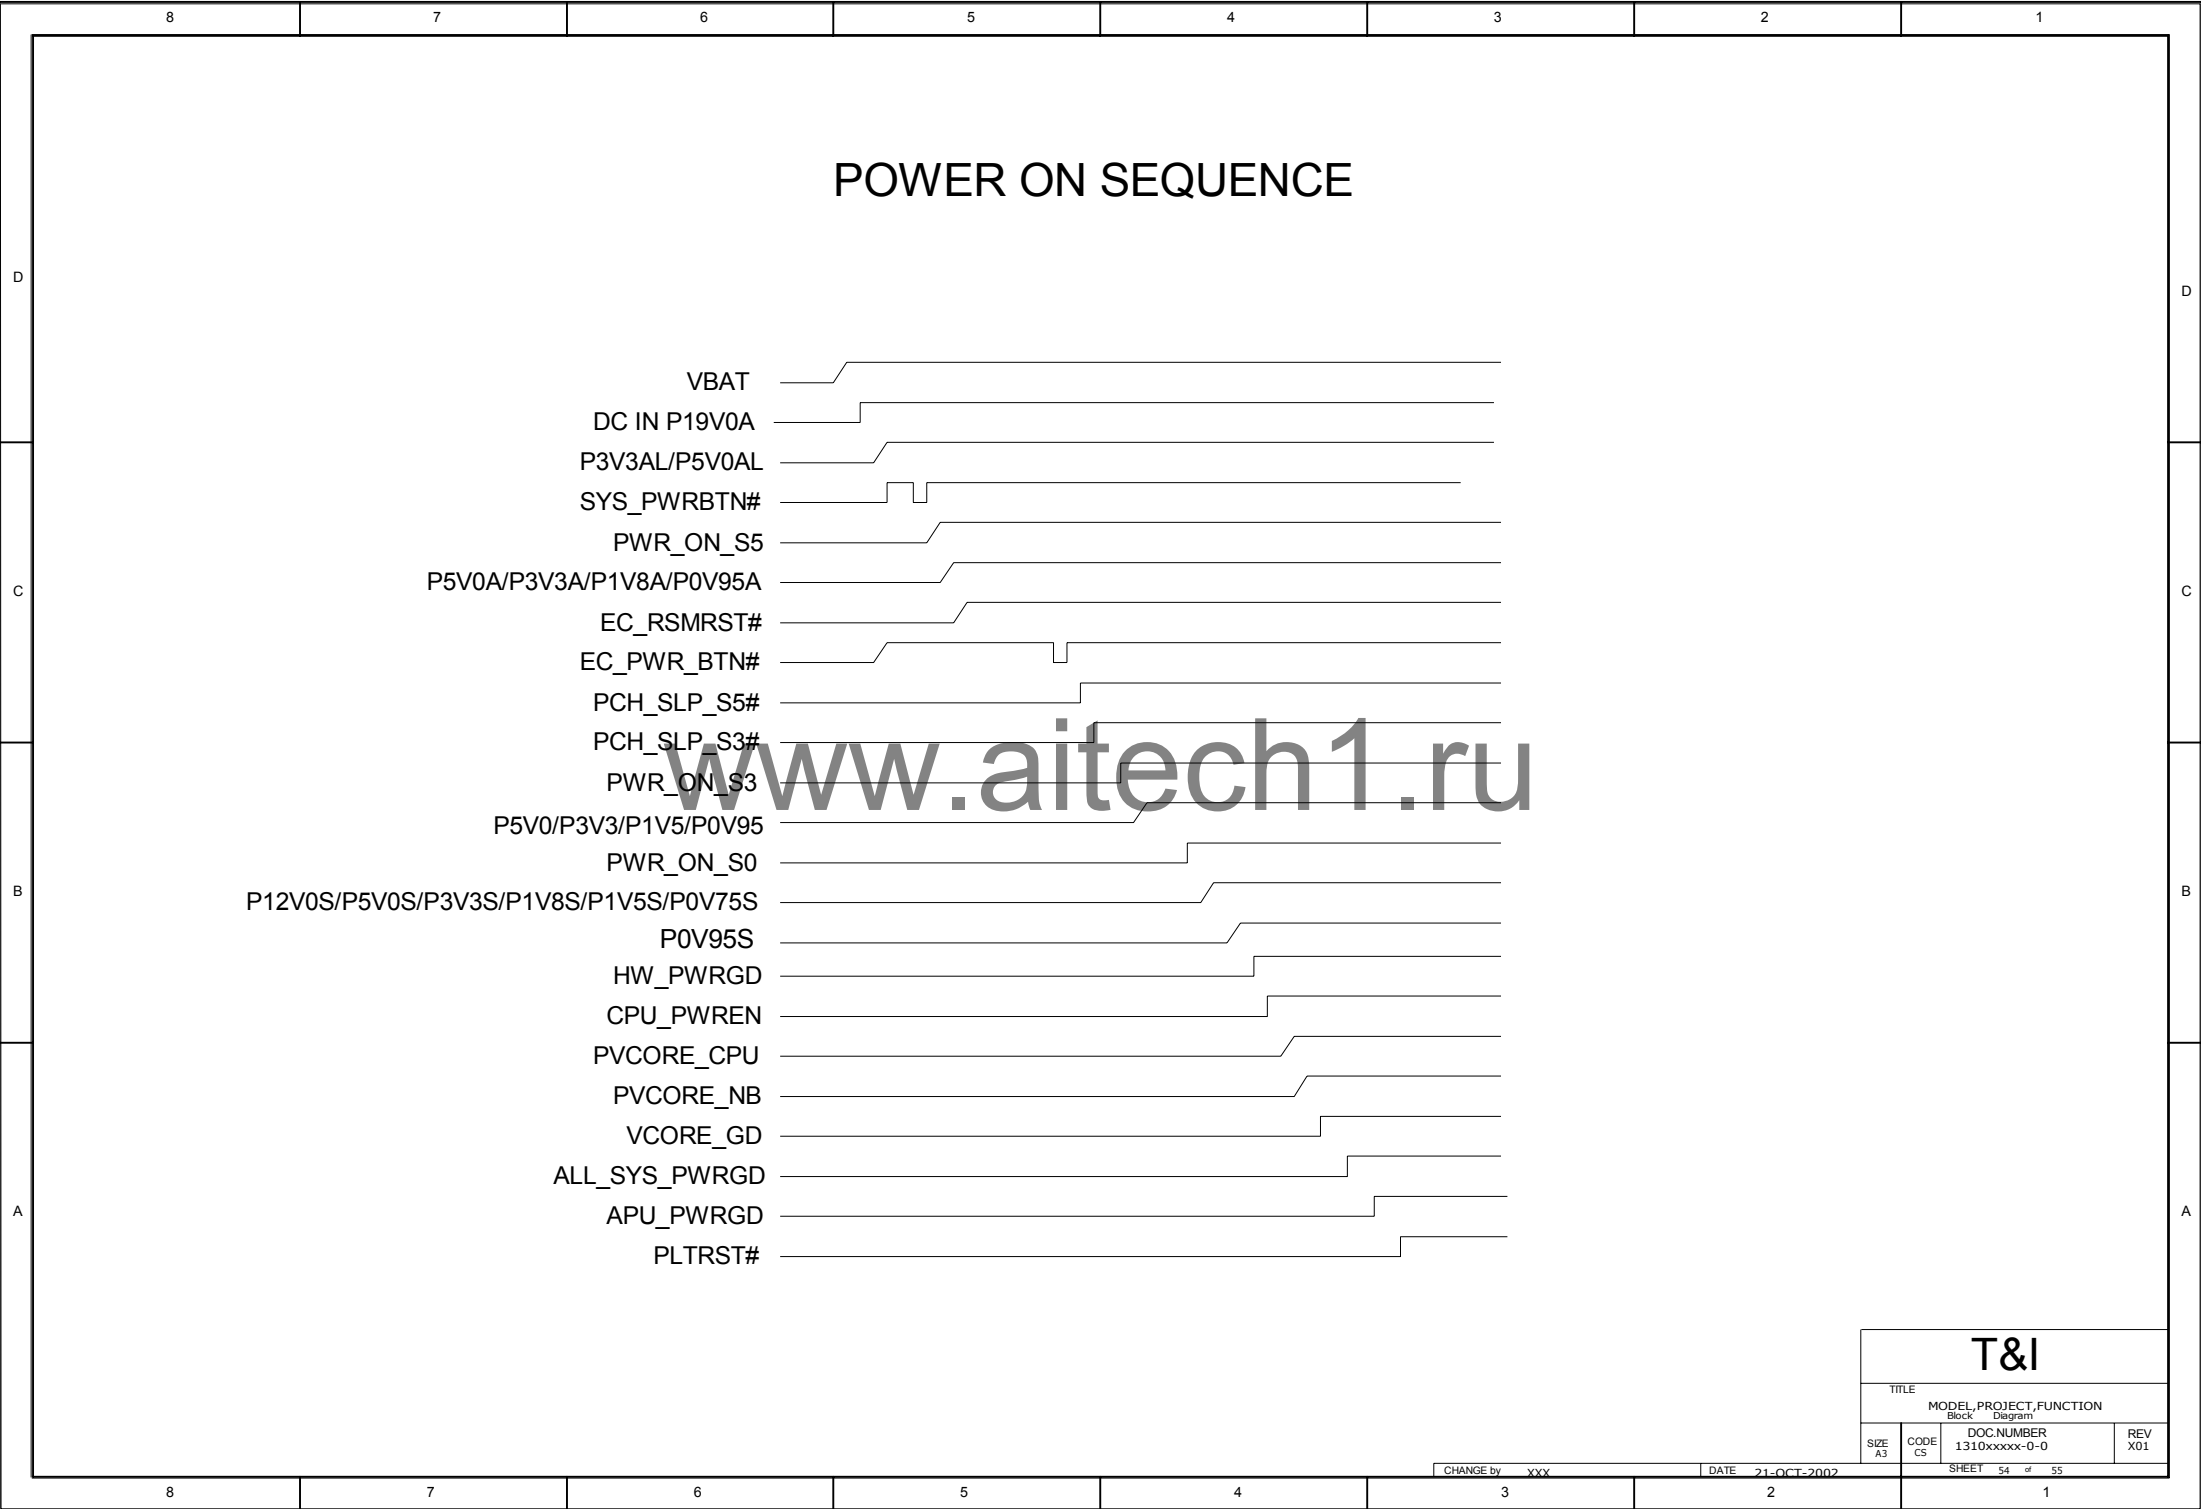 8 7 6 5 4 3 2 1
POWER ON SEQUENCE
D D
VBAT
DC IN P19V0A
P3V3AL/P5V0AL
SYS_PWRBTN#
PWR_ON_S5
P5V0A/P3V3A/P1V8A/P0V95A
C C
EC_RSMRST#
EC_PWR_BTN#
PCH_SLP_S5#
PCH_SLP_S3#
www.aitech1.ru
PWR_ON_S3
P5V0/P3V3/P1V5/P0V95
PWR_ON_S0
B B
P12V0S/P5V0S/P3V3S/P1V8S/P1V5S/P0V75S
P0V95S
HW_PWRGD
CPU_PWREN
PVCORE_CPU
PVCORE_NB
VCORE_GD
ALL_SYS_PWRGD
A A
APU_PWRGD
PLTRST#
T&I
TITLE
MODEL,PROJECT,FUNCTION
Block Diagram
SIZE A3
CODE CS
DOC.NUMBER
1310xxxxx-0-0
REV X01
CHANGE by XXX DATE 21-OCT-2002 SHEET 54 of 55
8 7 6 5 4 3 2 1